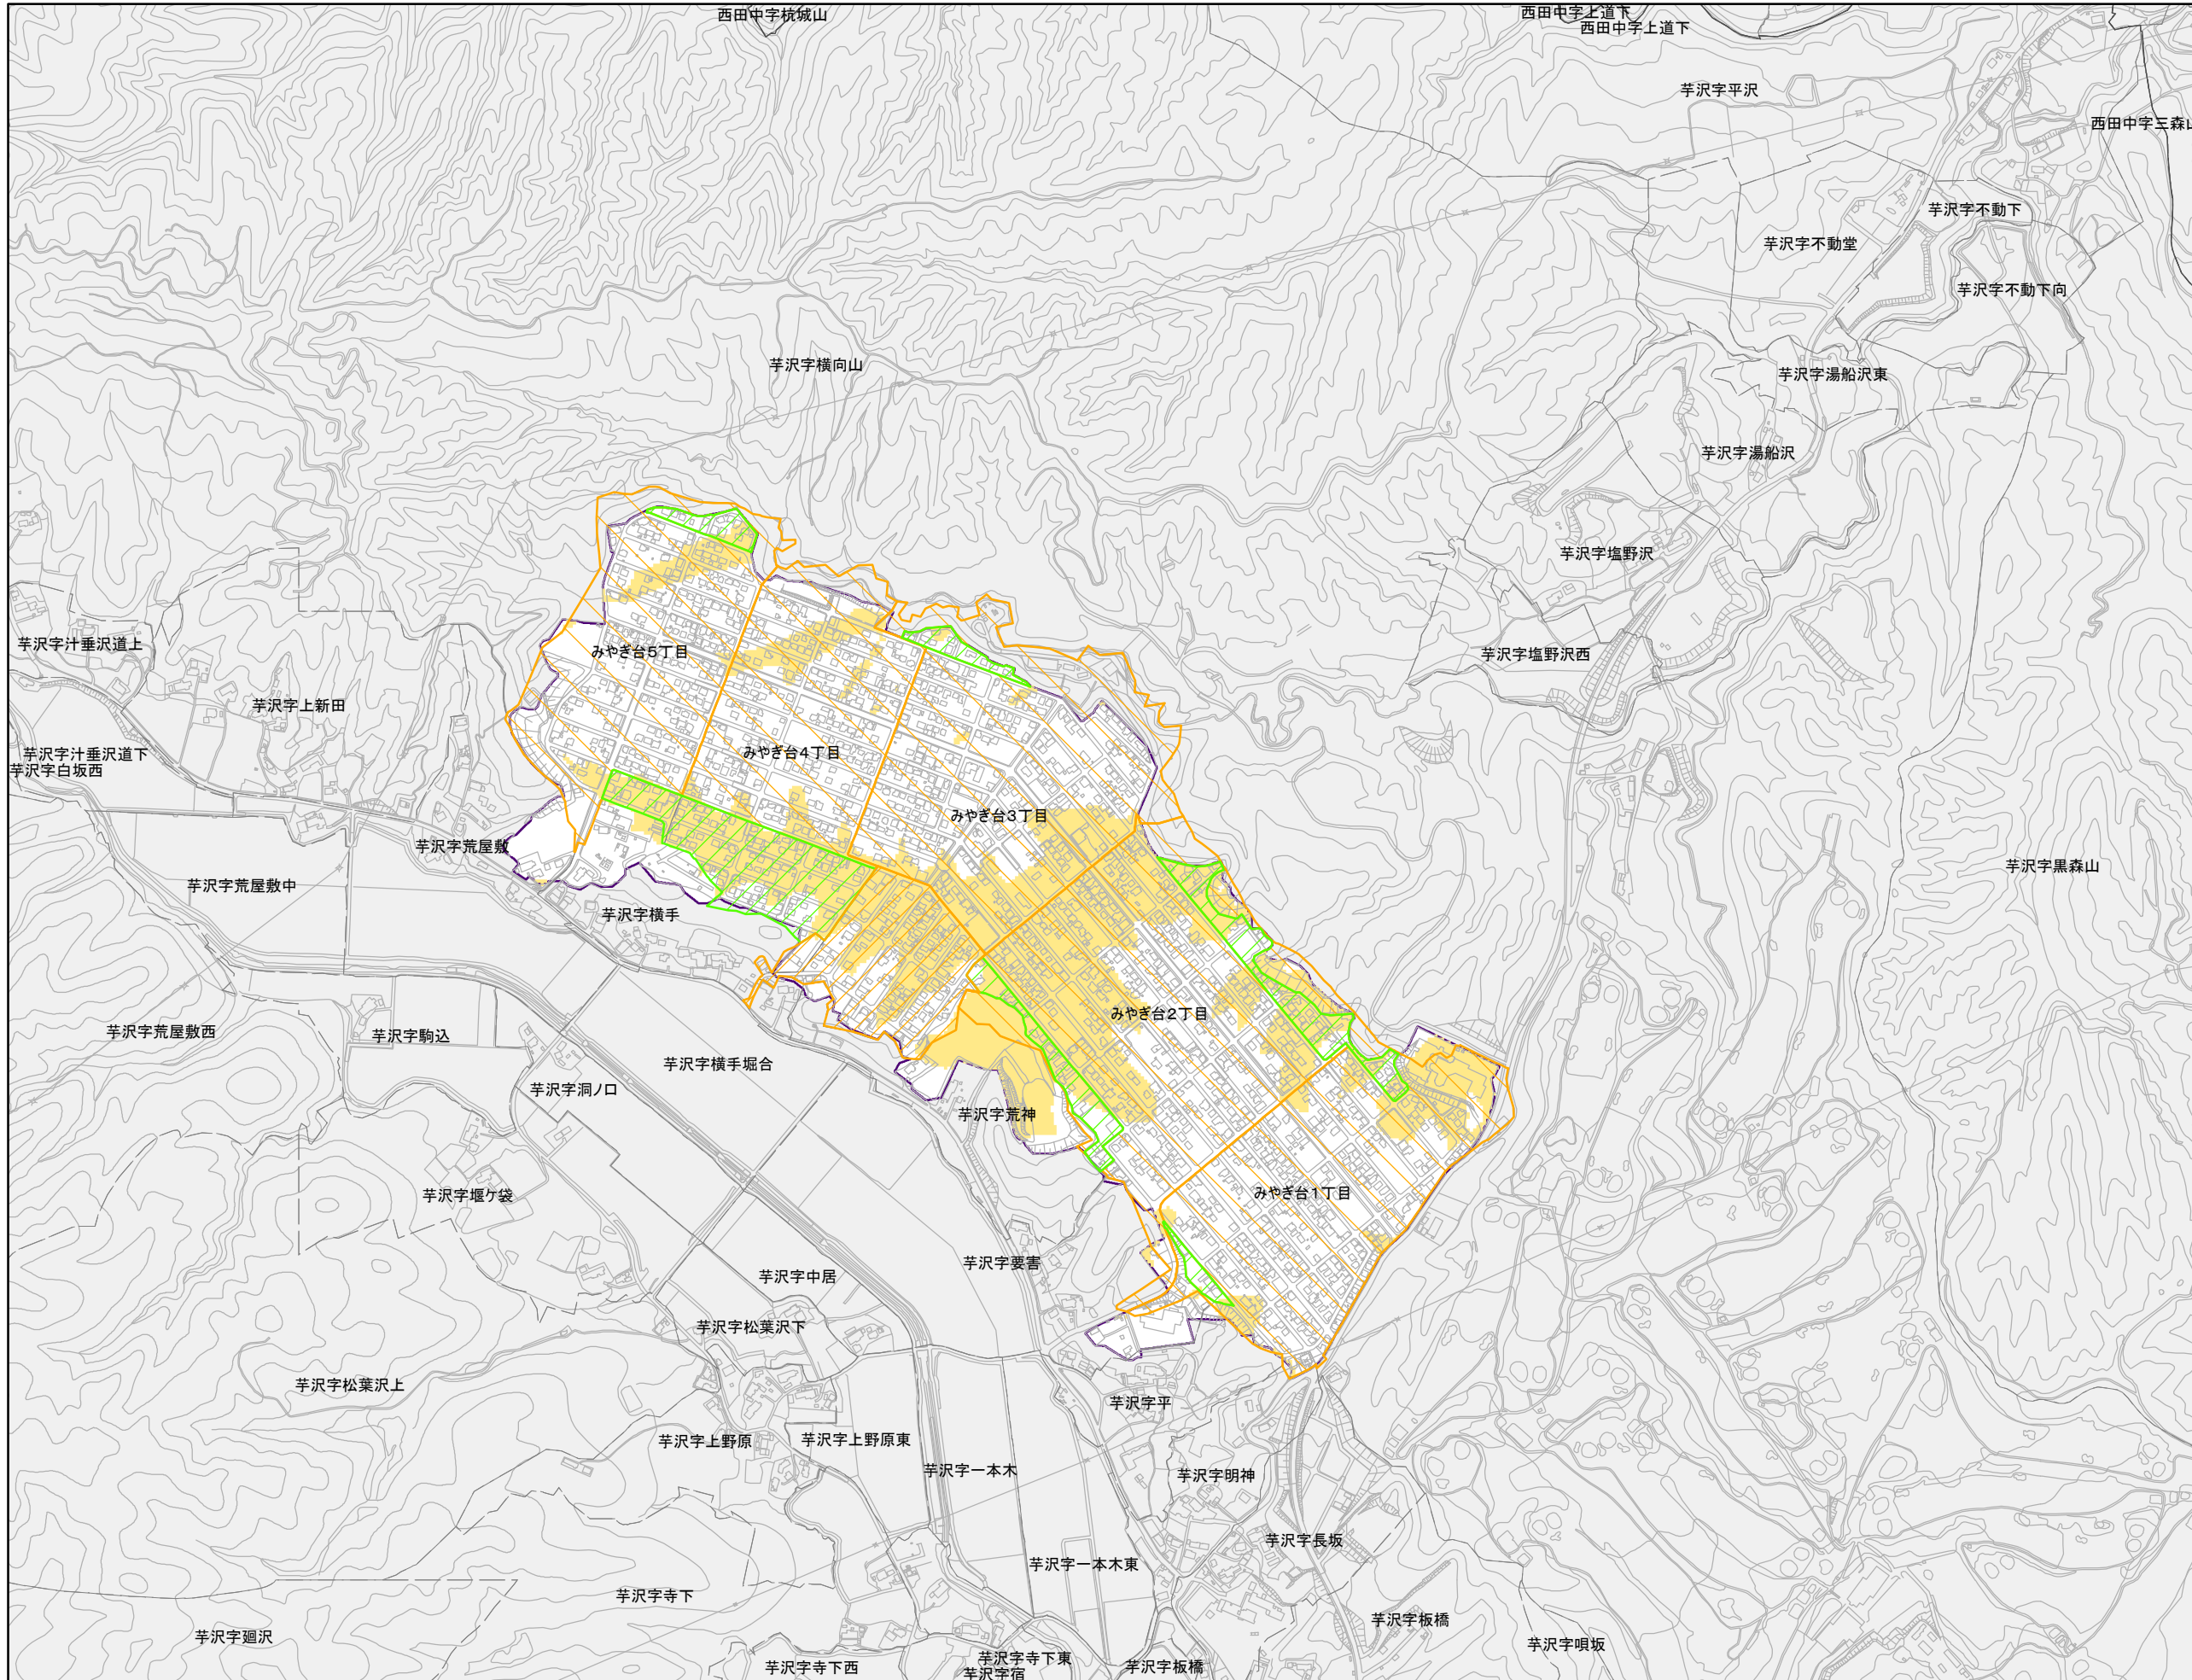 西田中字杭城山
西田中字上道下
西田中字上道下
芋沢字平沢
西田中字三森山
芋沢字不動下
芋沢字不動堂
芋沢字不動下向
芋沢字横向山
芋沢字湯船沢東
芋沢字湯船沢
芋沢字塩野沢
芋沢字汁垂沢道上
みやぎ台5丁目
芋沢字塩野沢西
芋沢字上新田
芋沢字汁垂沢道下
芋沢字白坂西
みやぎ台4丁目
みやぎ台3丁目
芋沢字荒屋敷
芋沢字黒森山
芋沢字荒屋敷中
芋沢字横手
みやぎ台2丁目
芋沢字荒屋敷西
芋沢字駒込
芋沢字横手堀合
芋沢字洞ノ口
芋沢字荒神
みやぎ台1丁目
芋沢字堰ケ袋
芋沢字要害
芋沢字中居
芋沢字松葉沢下
芋沢字松葉沢上
芋沢字平
芋沢字上野原
芋沢字上野原東
芋沢字一本木
芋沢字明神
芋沢字長坂
芋沢字一本木東
芋沢字寺下
芋沢字板橋
芋沢字廻沢
芋沢字唄坂
芋沢字寺下東
芋沢字寺下西
芋沢字宿
芋沢字板橋